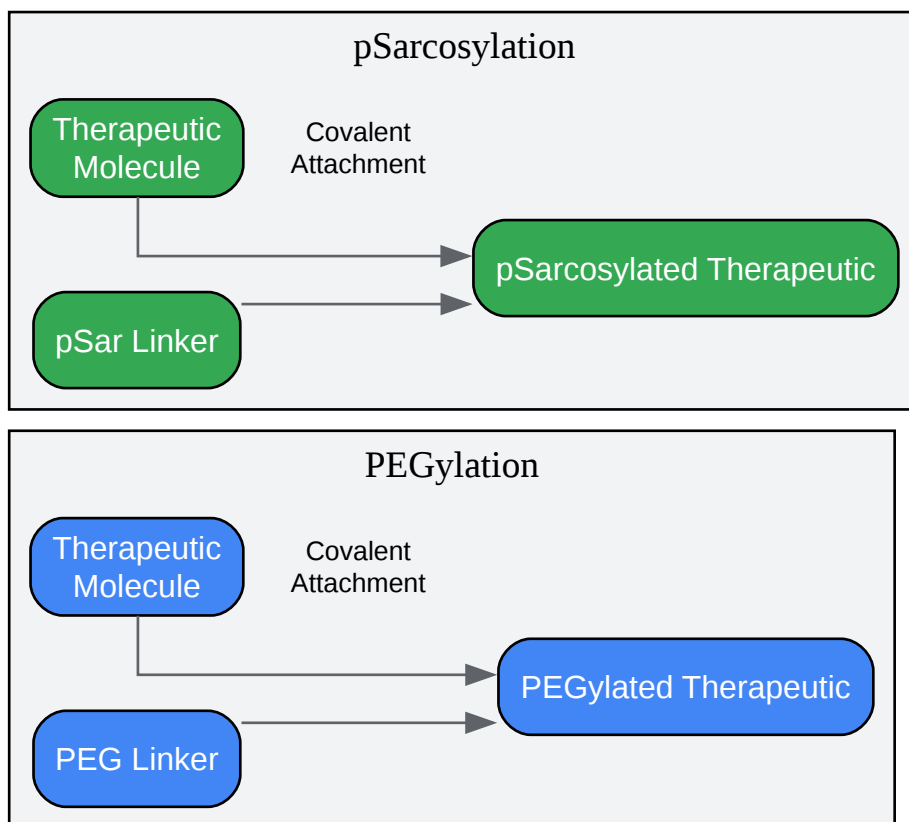 pSarcosylation
Therapeutic
Molecule
Covalent
Attachment
pSarcosylated Therapeutic
pSar Linker
PEGylation
Therapeutic
Molecule
Covalent
Attachment
PEGylated Therapeutic
PEG Linker